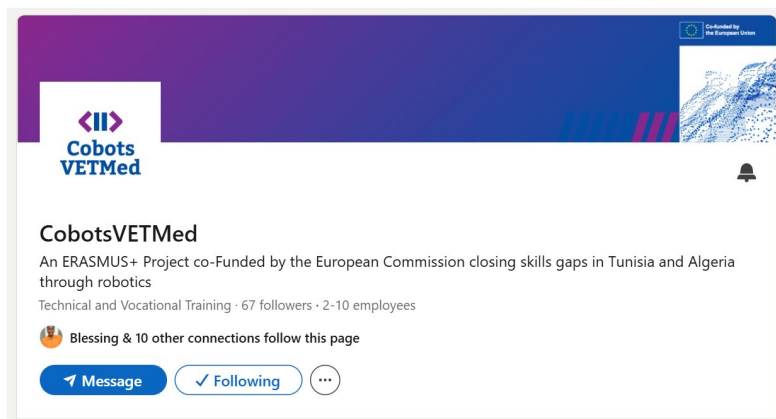 Co-funded by
the European Union
<II>
Cobots
VETMed
CobotsVETMed
An ERASMUS+ Project co-Funded by the European Commission closing skills gaps in Tunisia and Algeria
through robotics
Technical and Vocational Training · 67 followers · 2-10 employees
Blessing & 10 other connections follow this page
Message
✓ Following